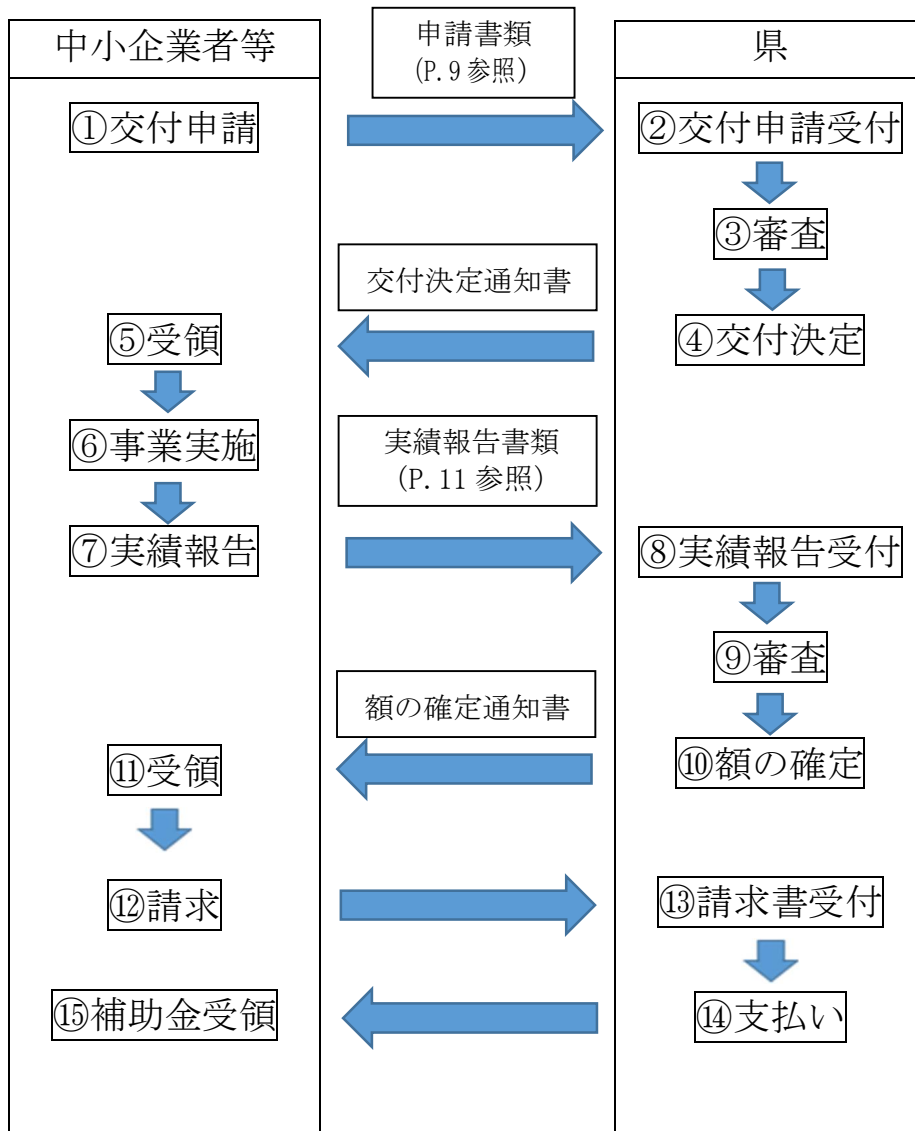 中小企業者等
申請書類
(P.9参照)
県
①交付申請
②交付申請受付
③審査
交付決定通知書
⑤受領
④交付決定
⑥事業実施
実績報告書類
(P.11参照)
⑦実績報告
⑧実績報告受付
⑨審査
額の確定通知書
⑪受領
⑩額の確定
⑫請求
⑬請求書受付
⑮補助金受領
⑭支払い